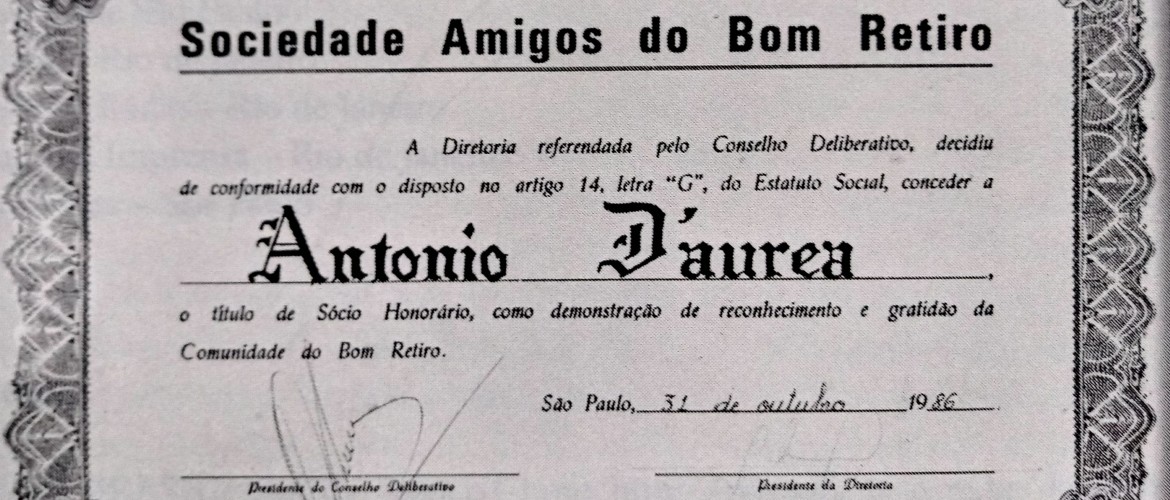 Sociedade Amigos do Bom Retiro
A Diretoria referendada pelo Conselho Deliberativo, decidiu
de conformidade com o disposto no artigo 14, letra “G”, do Estatuto Social, conceder a
Antonio D'aurea,
o título de Sócio Honorário, como demonstração de reconhecimento e gratidão da
Comunidade do Bom Retiro.
São Paulo, 31 de outubro 1986
Presidente do Conselho Deliberativo
Presidente da Diretoria